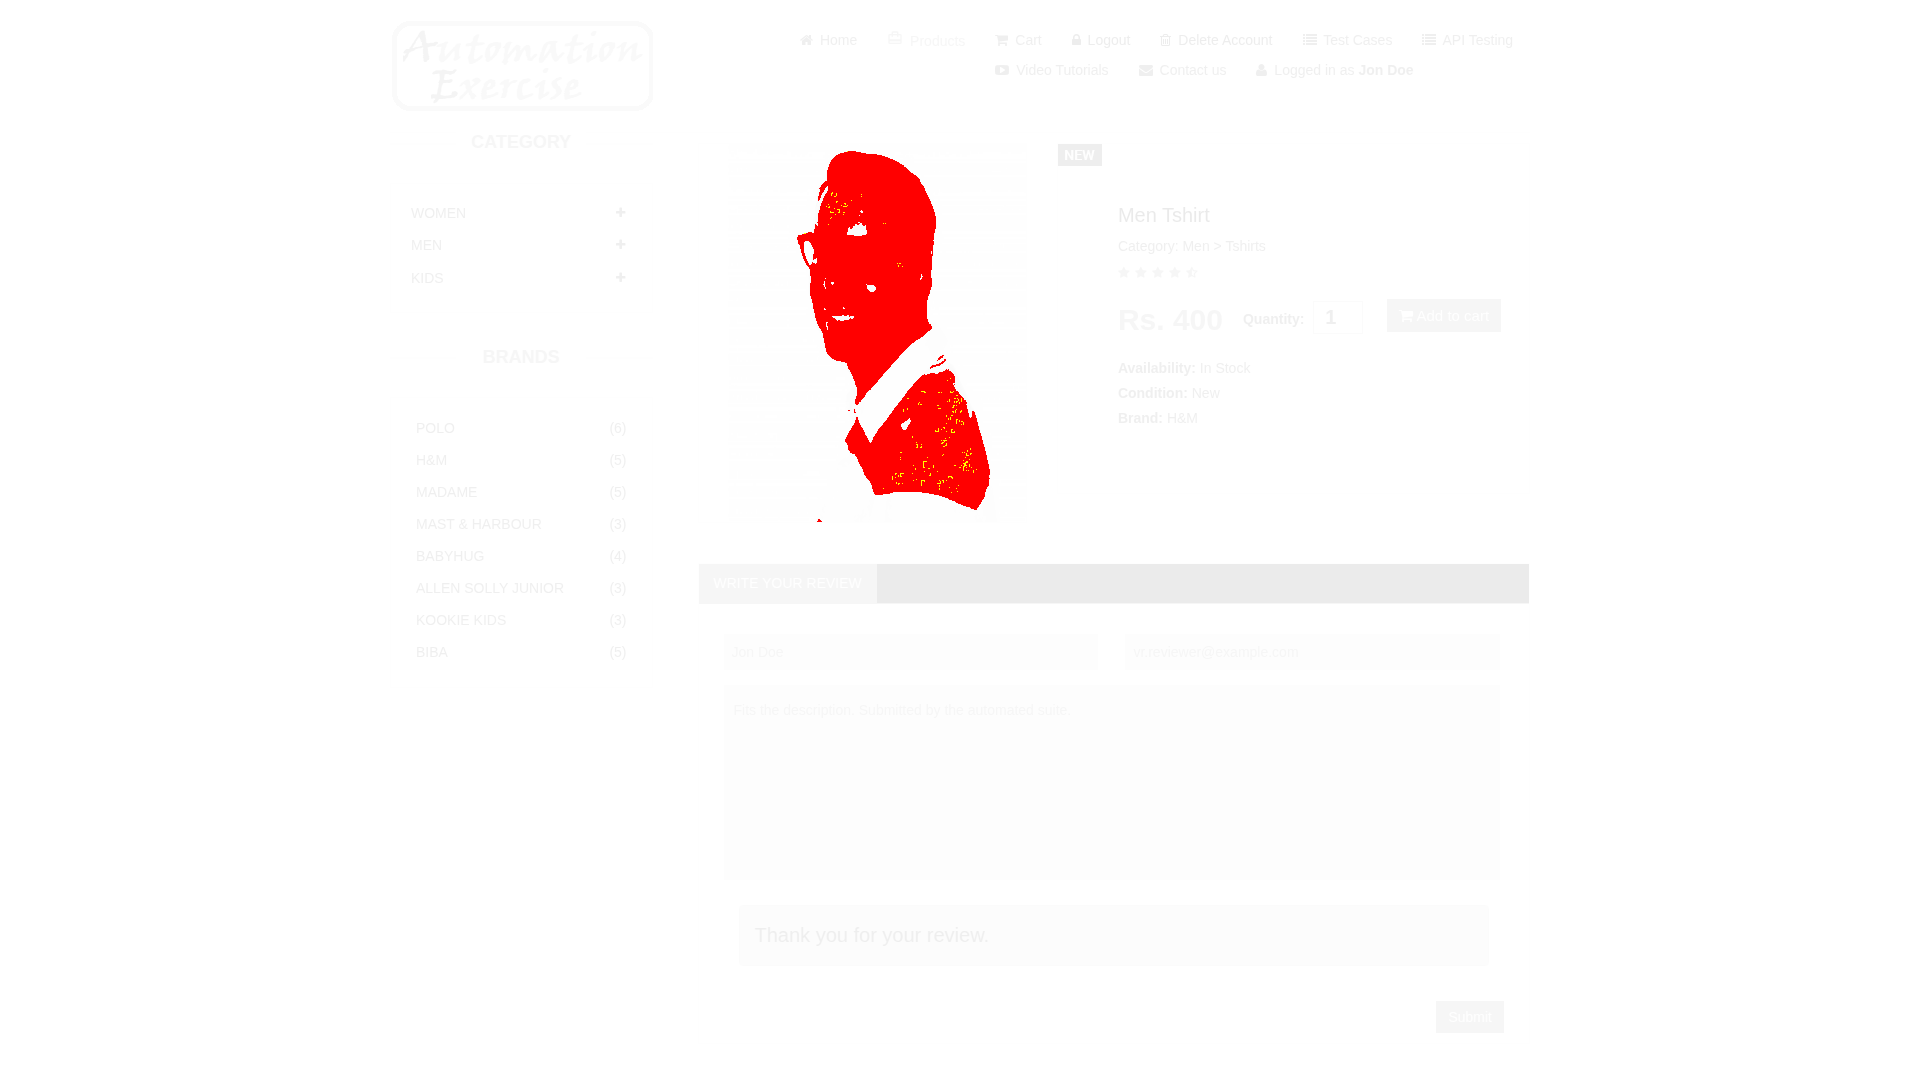 Automation
Exercise
Home
Products
Cart
Logout
Delete Account
Test Cases
API Testing
Video Tutorials
Contact us
Logged in as Jon Doe
CATEGORY
WOMEN
MEN
KIDS
BRANDS
POLO (6)
H&M (5)
MADAME (5)
MAST & HARBOUR (3)
BABYHUG (4)
ALLEN SOLLY JUNIOR (3)
KOOKIE KIDS (3)
BIBA (5)
NEW
Men Tshirt
Category: Men > Tshirts
Rs. 400
Quantity: 1
Add to cart
Availability: In Stock
Condition: New
Brand: H&M
WRITE YOUR REVIEW
Jon Doe
vt.reviewer@example.com
Fits the description. Submitted by the automated suite.
Thank you for your review.
Submit